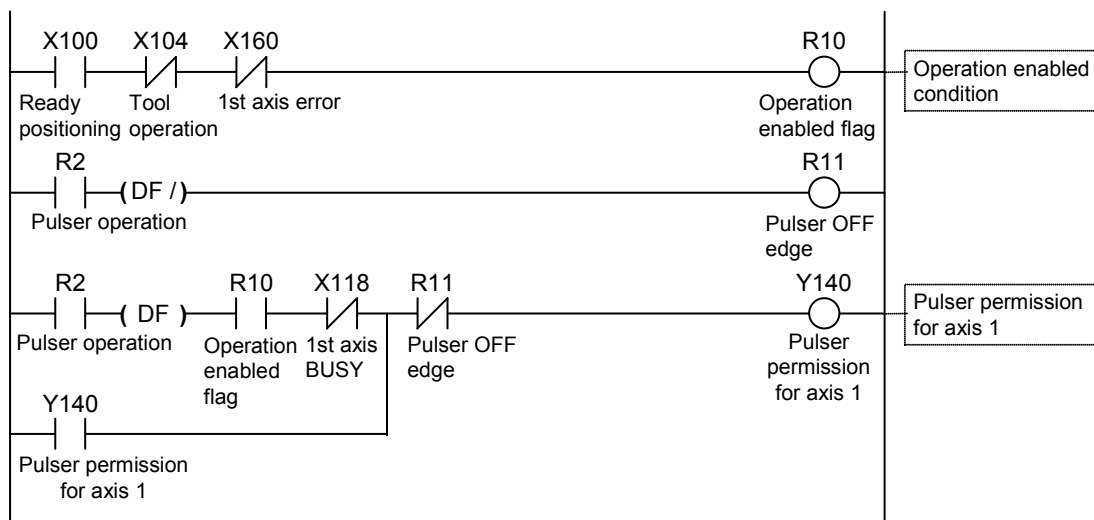 X100 X104 X160 R10
Ready Tool 1st axis error Operation Operation enabled
positioning operation enabled flag condition
R2 R11
( DF / )
Pulser operation Pulser OFF
edge
R2 R10 X118 R11 Y140
( DF )
Pulser operation Operation 1st axis Pulser OFF Pulser Pulser permission
enabled BUSY edge permission for axis 1
flag for axis 1
Y140
Pulser permission
for axis 1